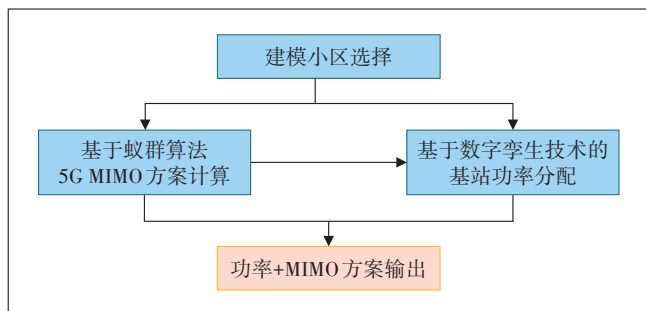 建模小区选择
基于蚁群算法
5G MIMO方案计算
基于数字孪生技术的
基站功率分配
功率+MIMO方案输出